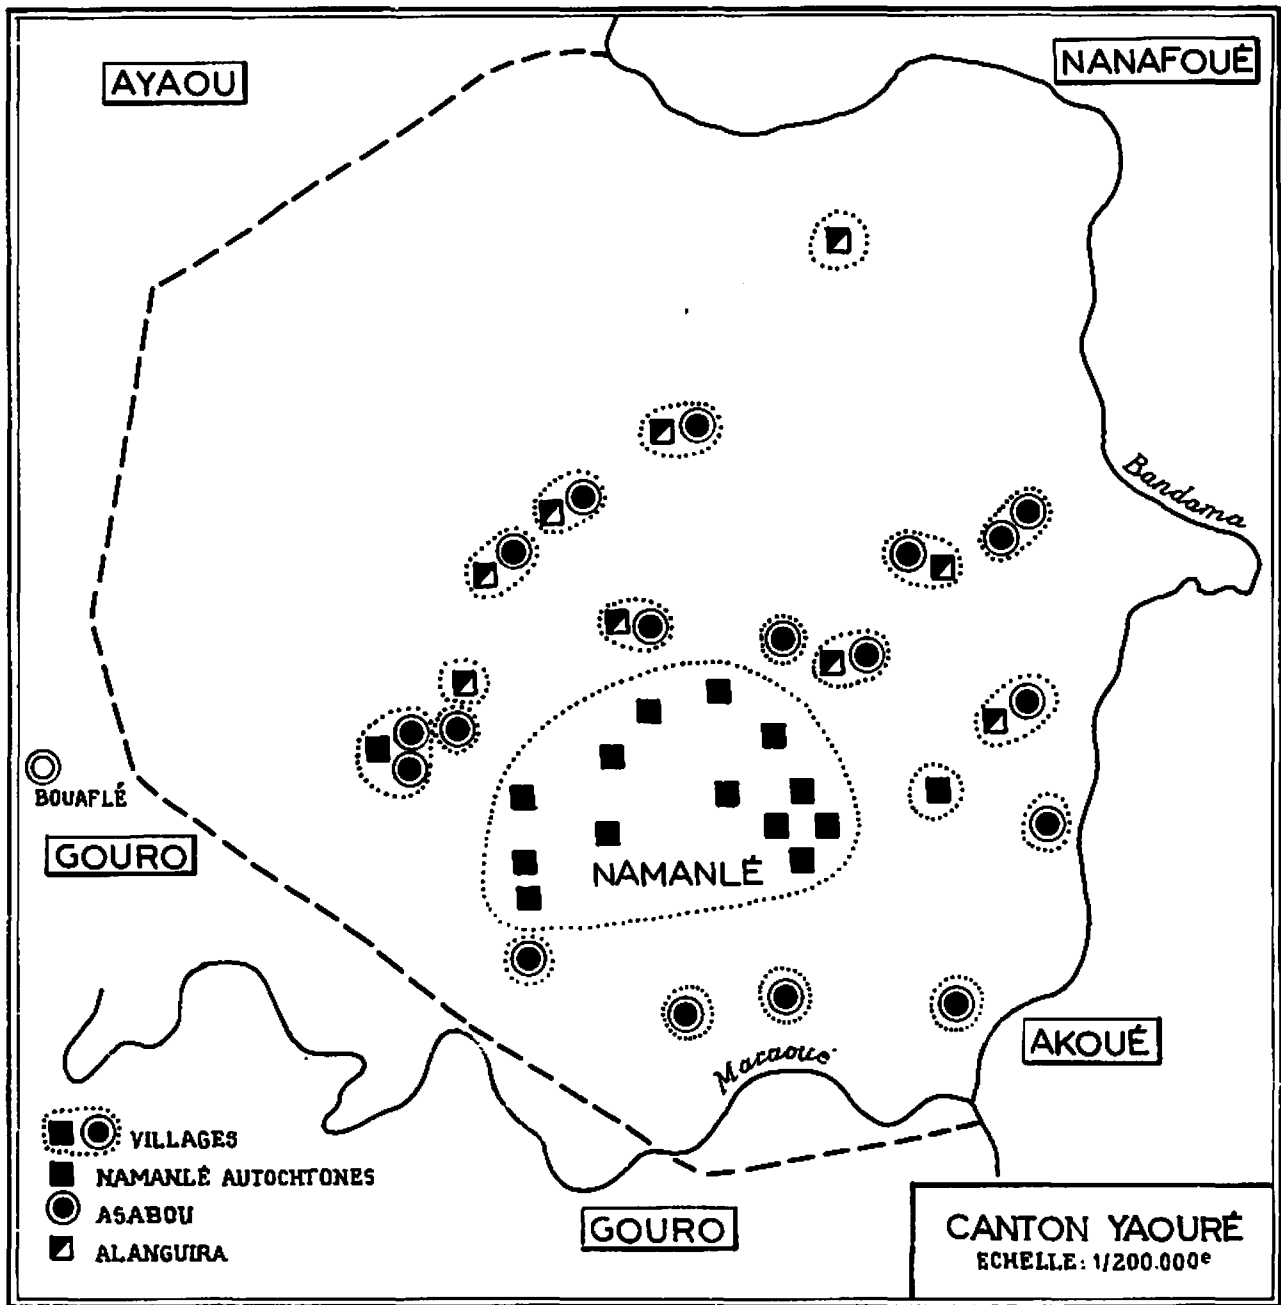 AYAOU
NANAFOUÉ
Bandama
BOUAFLÉ
GOURO
NAMANLÉ
AKOUÉ
Maraoué
VILLAGES
NAMANLÉ AUTOCHTONES
ASABOU
ALANGUIRA
GOURO
CANTON YAOURÉ
ECHELLE: 1/200.000e